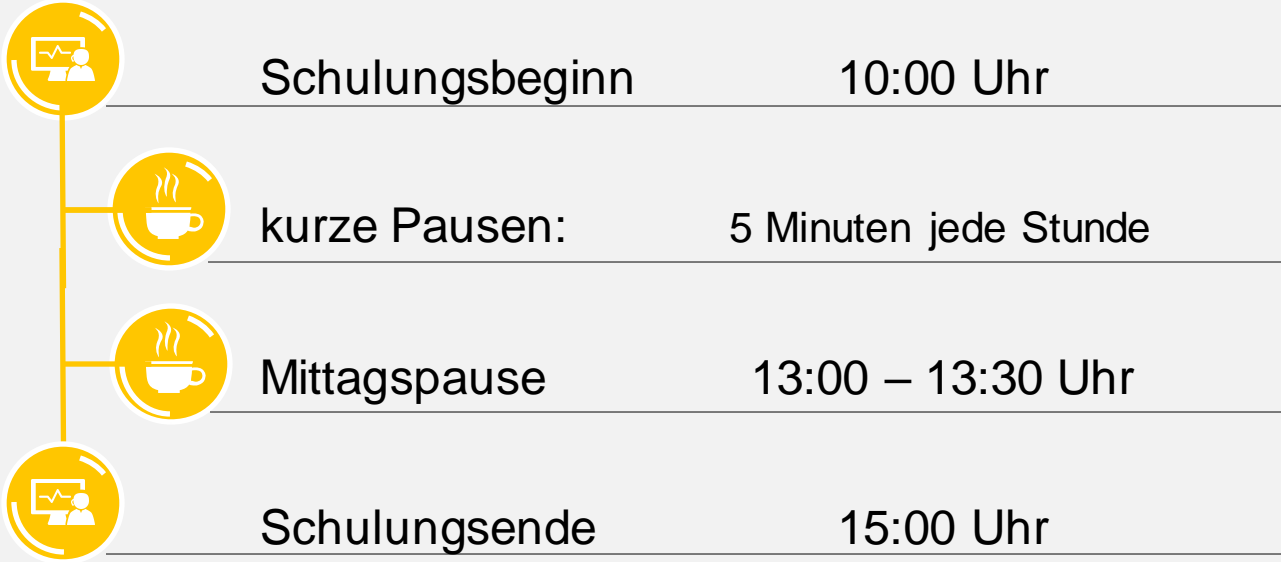 Schulungsbeginn 10:00 Uhr
kurze Pausen: 5 Minuten jede Stunde
Mittagspause 13:00 – 13:30 Uhr
Schulungsende 15:00 Uhr